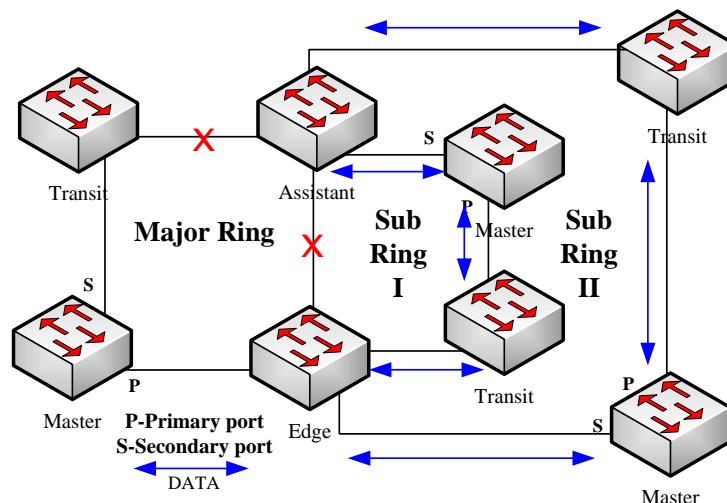 Transit
Assistant
Transit
S
P
Master
Major Ring
Sub
Ring
I
Sub
Ring
II
S
Master
P
Edge
Transit
P
S
Master
P-Primary port
S-Secondary port
DATA
X
X